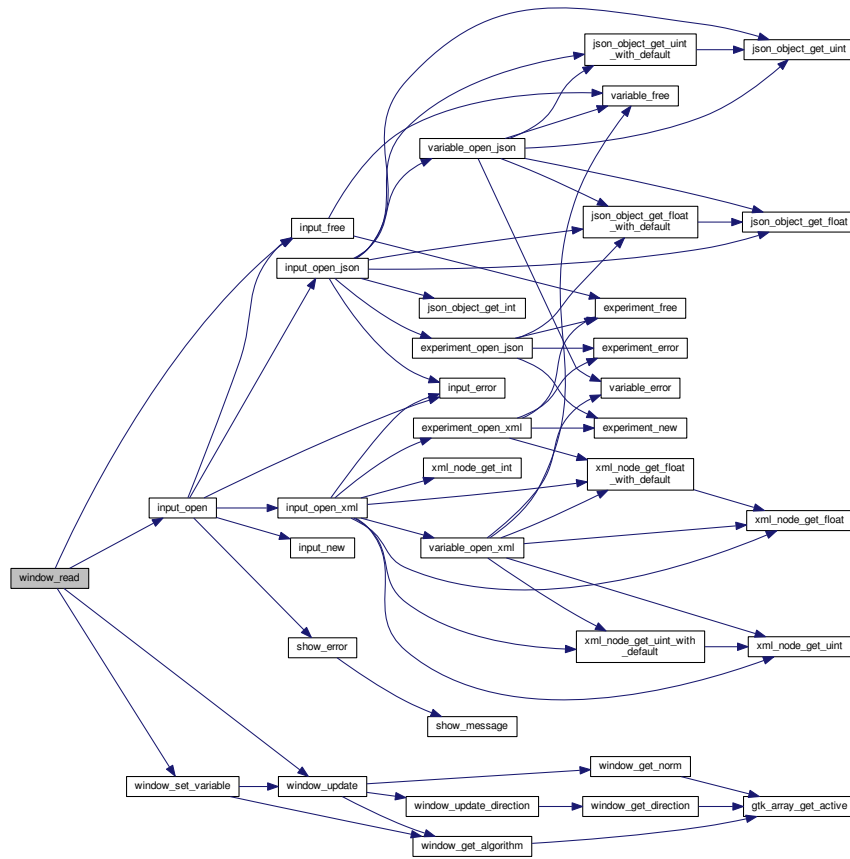 json_object_get_uint
_with_default
json_object_get_uint
variable_free
variable_open_json
input_free
json_object_get_float
_with_default
json_object_get_float
input_open_json
json_object_get_int
experiment_free
experiment_open_json
experiment_error
input_error
variable_error
experiment_open_xml
experiment_new
xml_node_get_int
xml_node_get_float
_with_default
input_open
input_open_xml
xml_node_get_float
input_new
variable_open_xml
window_read
show_error
xml_node_get_uint_with
_default
xml_node_get_uint
show_message
window_get_norm
window_set_variable
window_update
window_update_direction
window_get_direction
gtk_array_get_active
window_get_algorithm